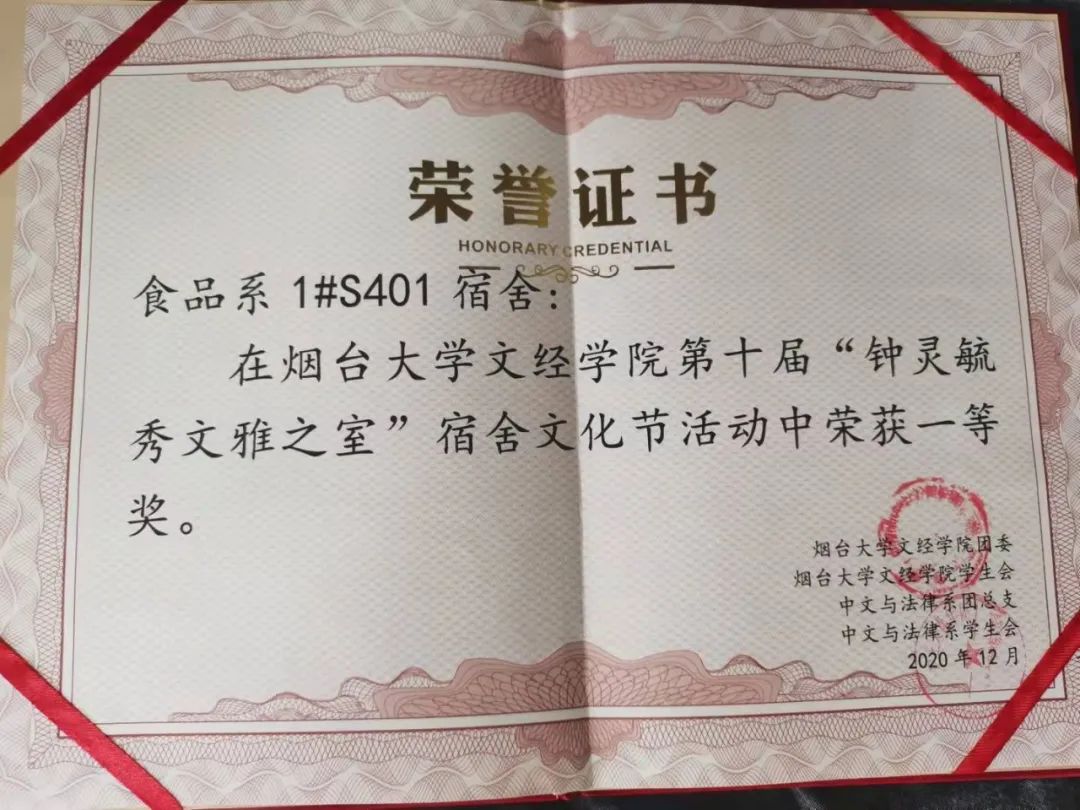 荣誉证书
HONORARY CREDENTIAL
食品系 1#S401 宿舍：
在烟台大学文经学院第十届“钟灵毓
秀文雅之室”宿舍文化节活动中荣获一等
奖。
烟台大学文经学院团委
烟台大学文经学院学生会
中文与法律系团总支
中文与法律系学生会
2020 年 12 月